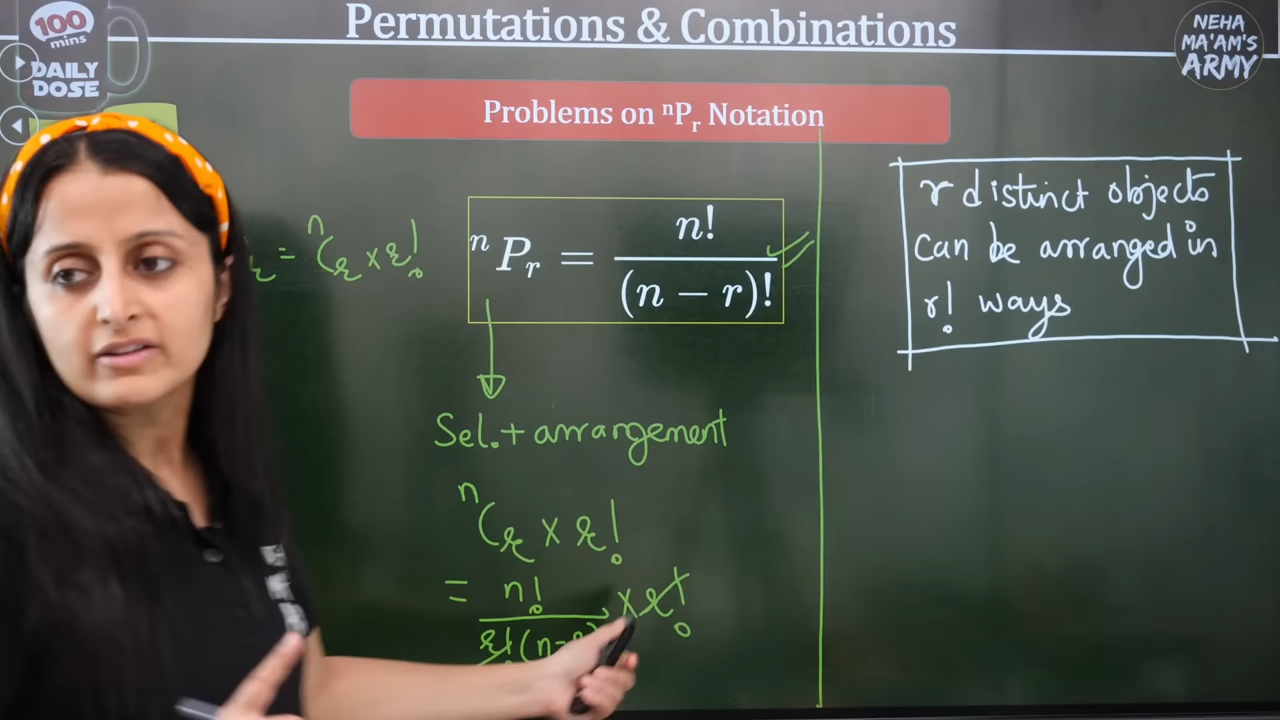 100
mins
DAILY
DOSE
Permutations & Combinations
NEHA
MA'AM'S
ARMY
Problems on ⁿPᵣ Notation
r = ⁿCᵣ × r!
ⁿPᵣ = n! / (n − r)!
Sel. + arrangement
ⁿCᵣ × r!
= n! / r! (n- × r!
r distinct objects
can be arranged in
r! ways